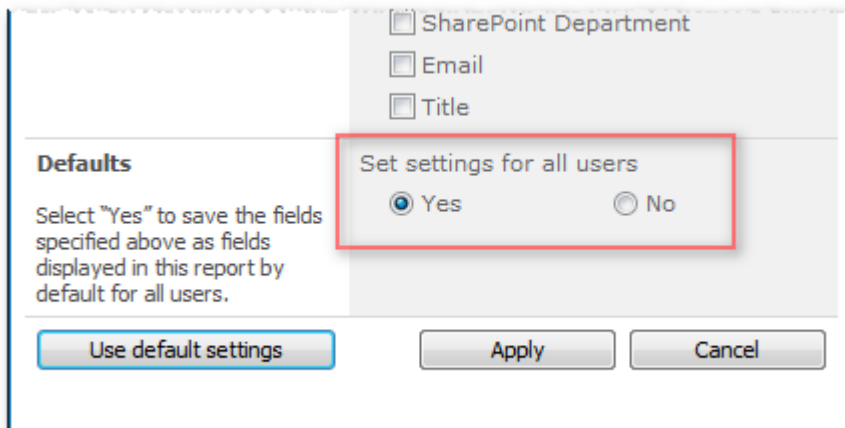 SharePoint Department
Email
Title
Defaults
Select "Yes" to save the fields
specified above as fields
displayed in this report by
default for all users.
Set settings for all users
Yes No
Use default settings Apply Cancel